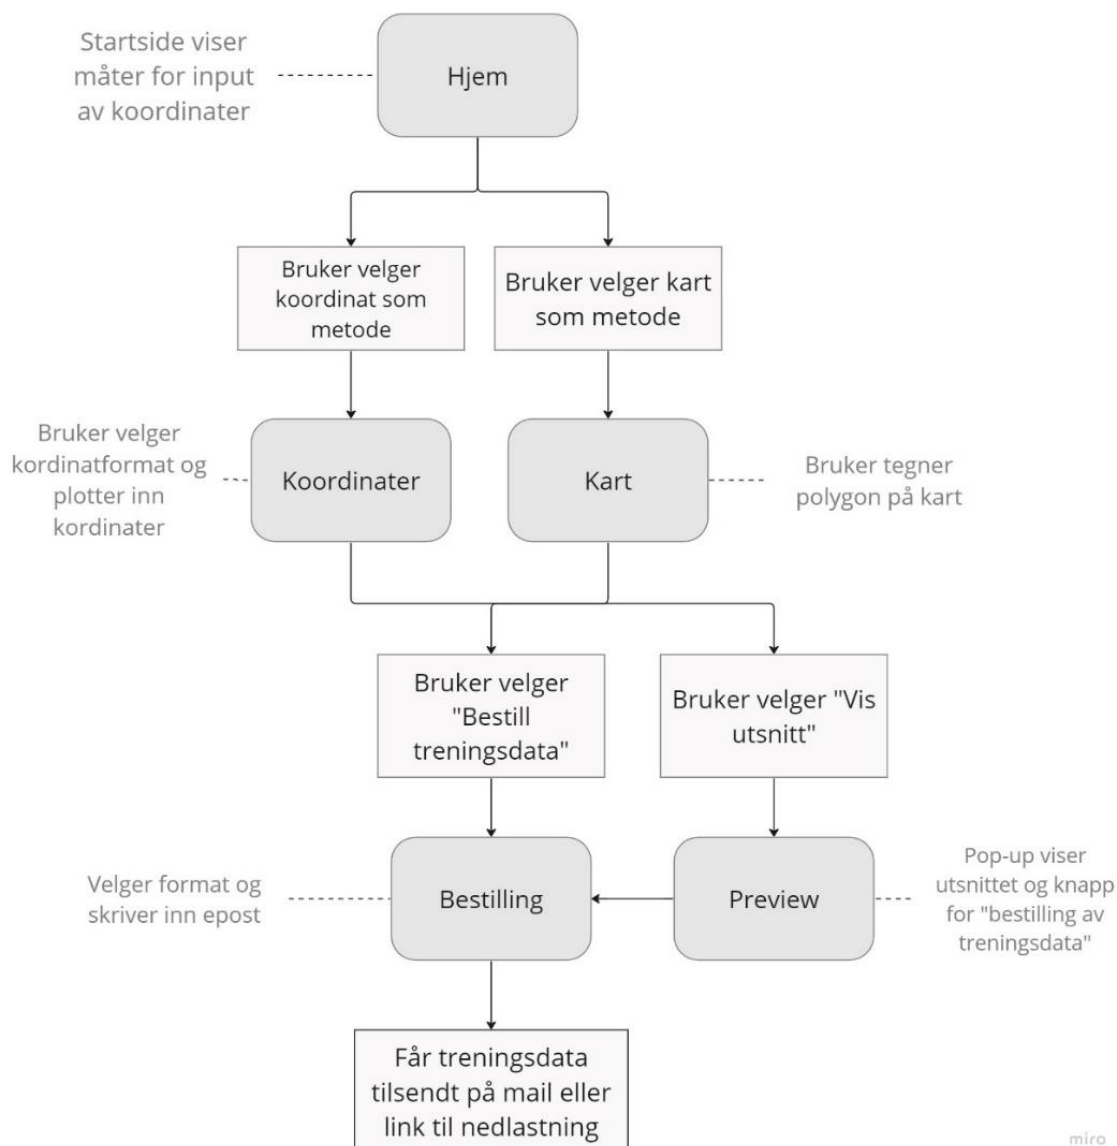 Startside viser
måter for input
av koordinater
Hjem
Bruker velger
koordinat som
metode
Bruker velger kart
som metode
Bruker velger
kordinatformat og
plotter inn
kordinater
Koordinater
Kart
Bruker tegner
polygon på kart
Bruker velger
"Bestill
treningsdata"
Bruker velger "Vis
utsnitt"
Velger format og
skriver inn epost
Bestilling
Preview
Pop-up viser
utsnittet og knapp
for "bestilling av
treningsdata"
Får treningsdata
tilsendt på mail eller
link til nedlastning
miro